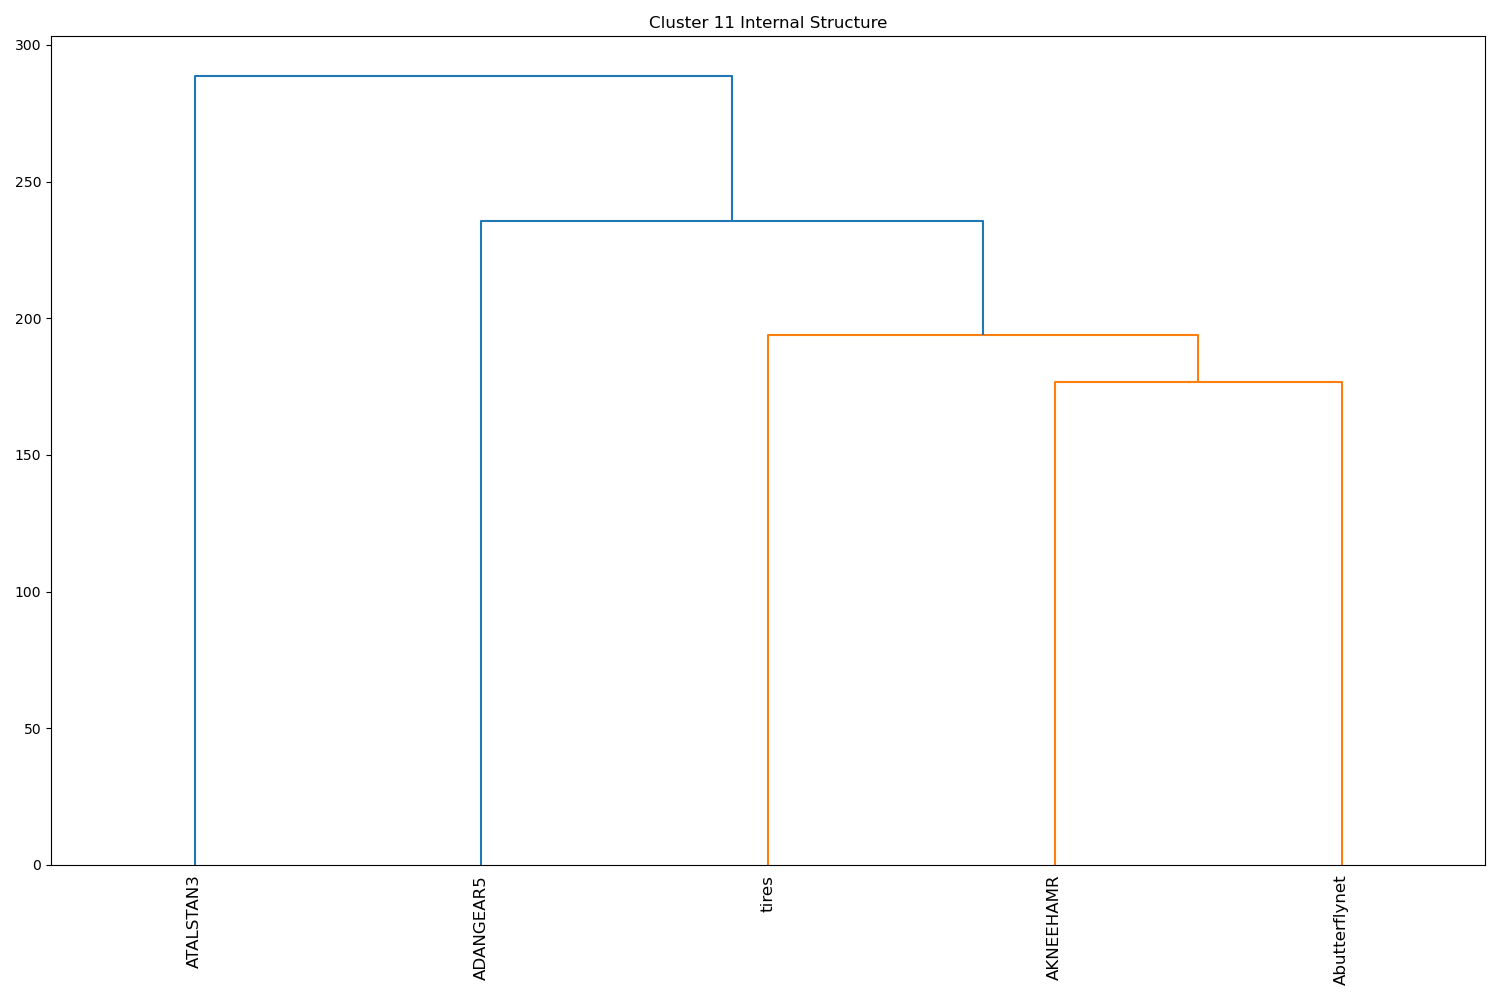 Cluster 11 Internal Structure
300
250
200
150
100
50
0
ATALSTAN3
ADANGEAR5
tires
AKNEEHAMR
Abutterflynet